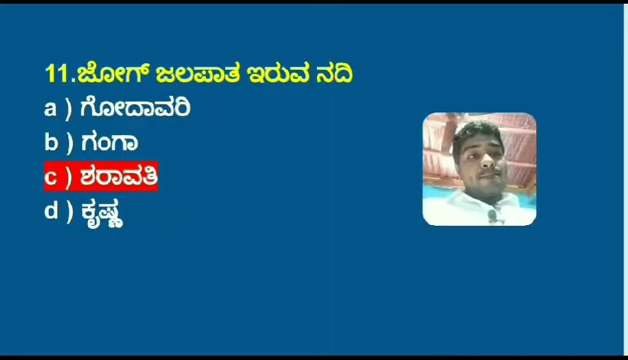 11.ಜೋಗ್ ಜಲಪಾತ ಇರುವ ನದಿ
a ) ಗೋದಾವರಿ
b ) ಗಂಗಾ
c ) ಶರಾವತಿ
d ) ಕೃಷ್ಣ